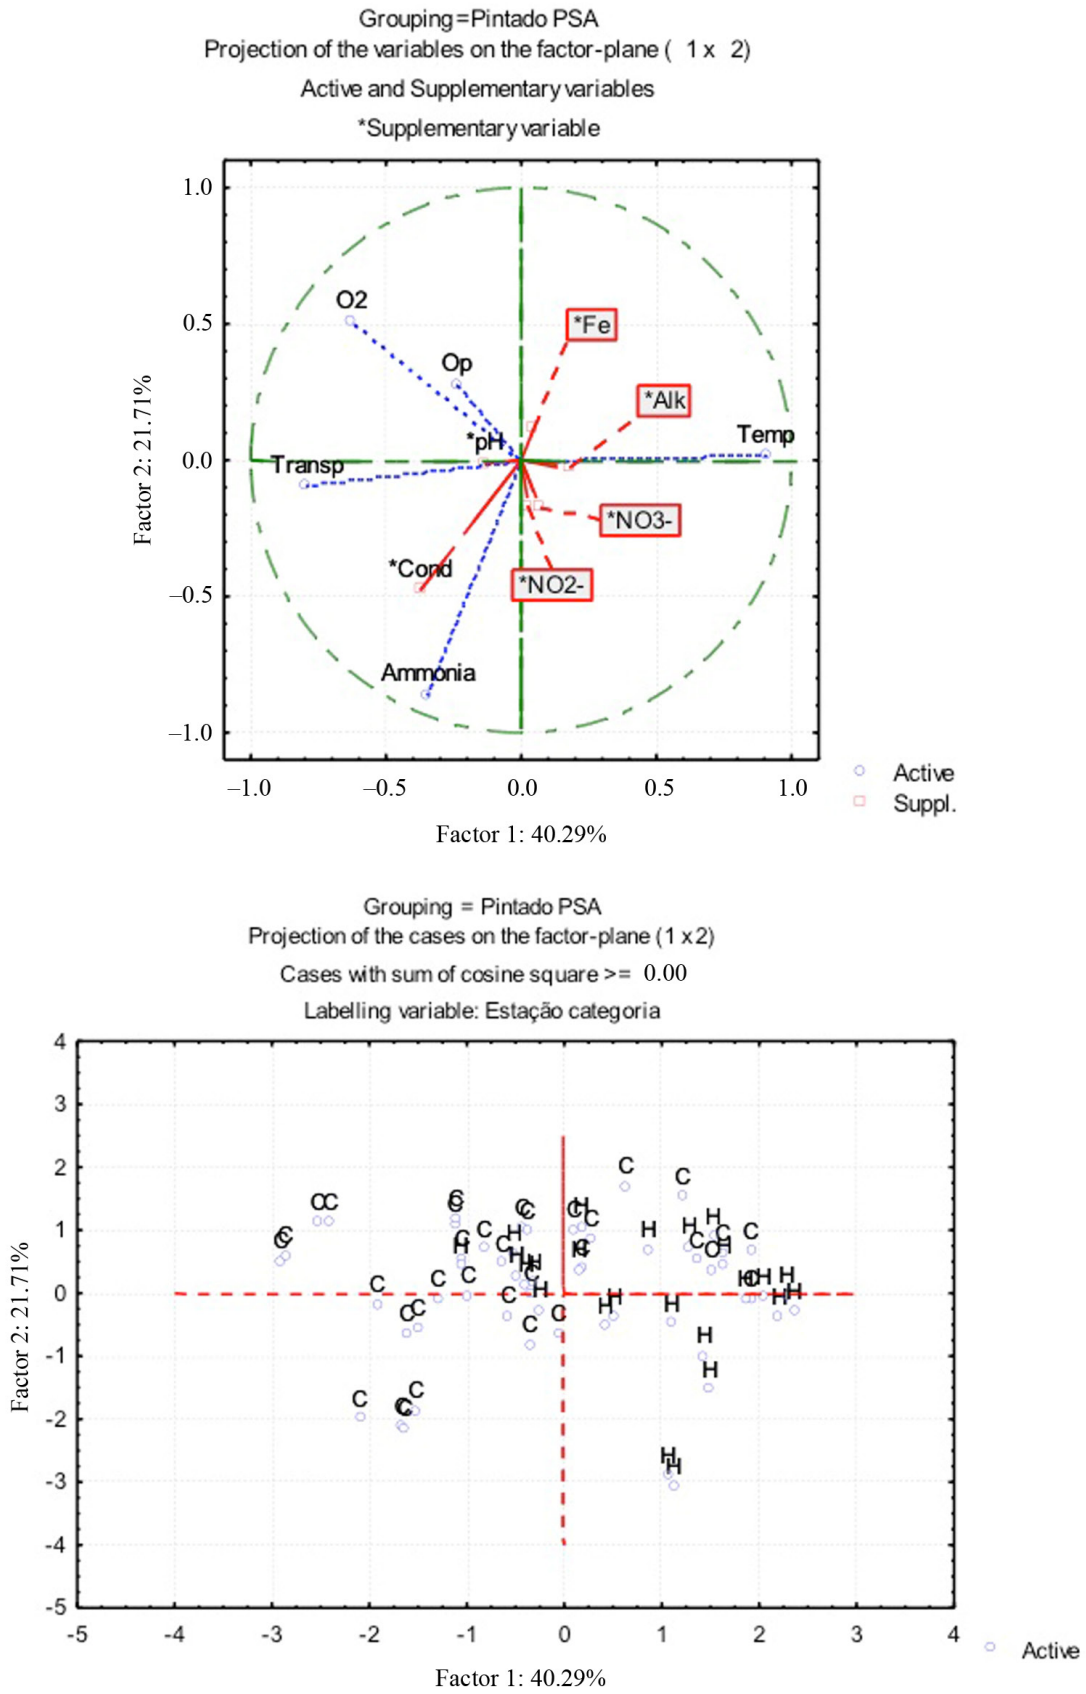 Grouping=Pintado PSA
Projection of the variables on the factor-plane ( 1 x 2)
Active and Supplementary variables
*Supplementary variable
1.0
0.5
0.0
–0.5
–1.0
Factor 2: 21.71%
O2
Op
*pH
Transp
*Cond
Ammonia
*Fe
*Alk
Temp
*NO3-
*NO2-
–1.0 –0.5 0.0 0.5 1.0
Factor 1: 40.29%
Active
Suppl.
Grouping = Pintado PSA
Projection of the cases on the factor-plane (1 x 2)
Cases with sum of cosine square >= 0.00
Labelling variable: Estação categoria
4
3
2
1
0
-1
-2
-3
-4
-5
Factor 2: 21.71%
C C
C C
C
C
C
C
C
C
C
H
C
C
C
C
C
C
C
C
C
C
H
H
H
H
C
H
C
C
C
C
H
C
H
C
C
C
H
H
H
C
C
C
H
C
H
C
H
H
H
H
H
H
H
H
H
H
H
H
-5 -4 -3 -2 -1 0 1 2 3 4
Factor 1: 40.29%
Active